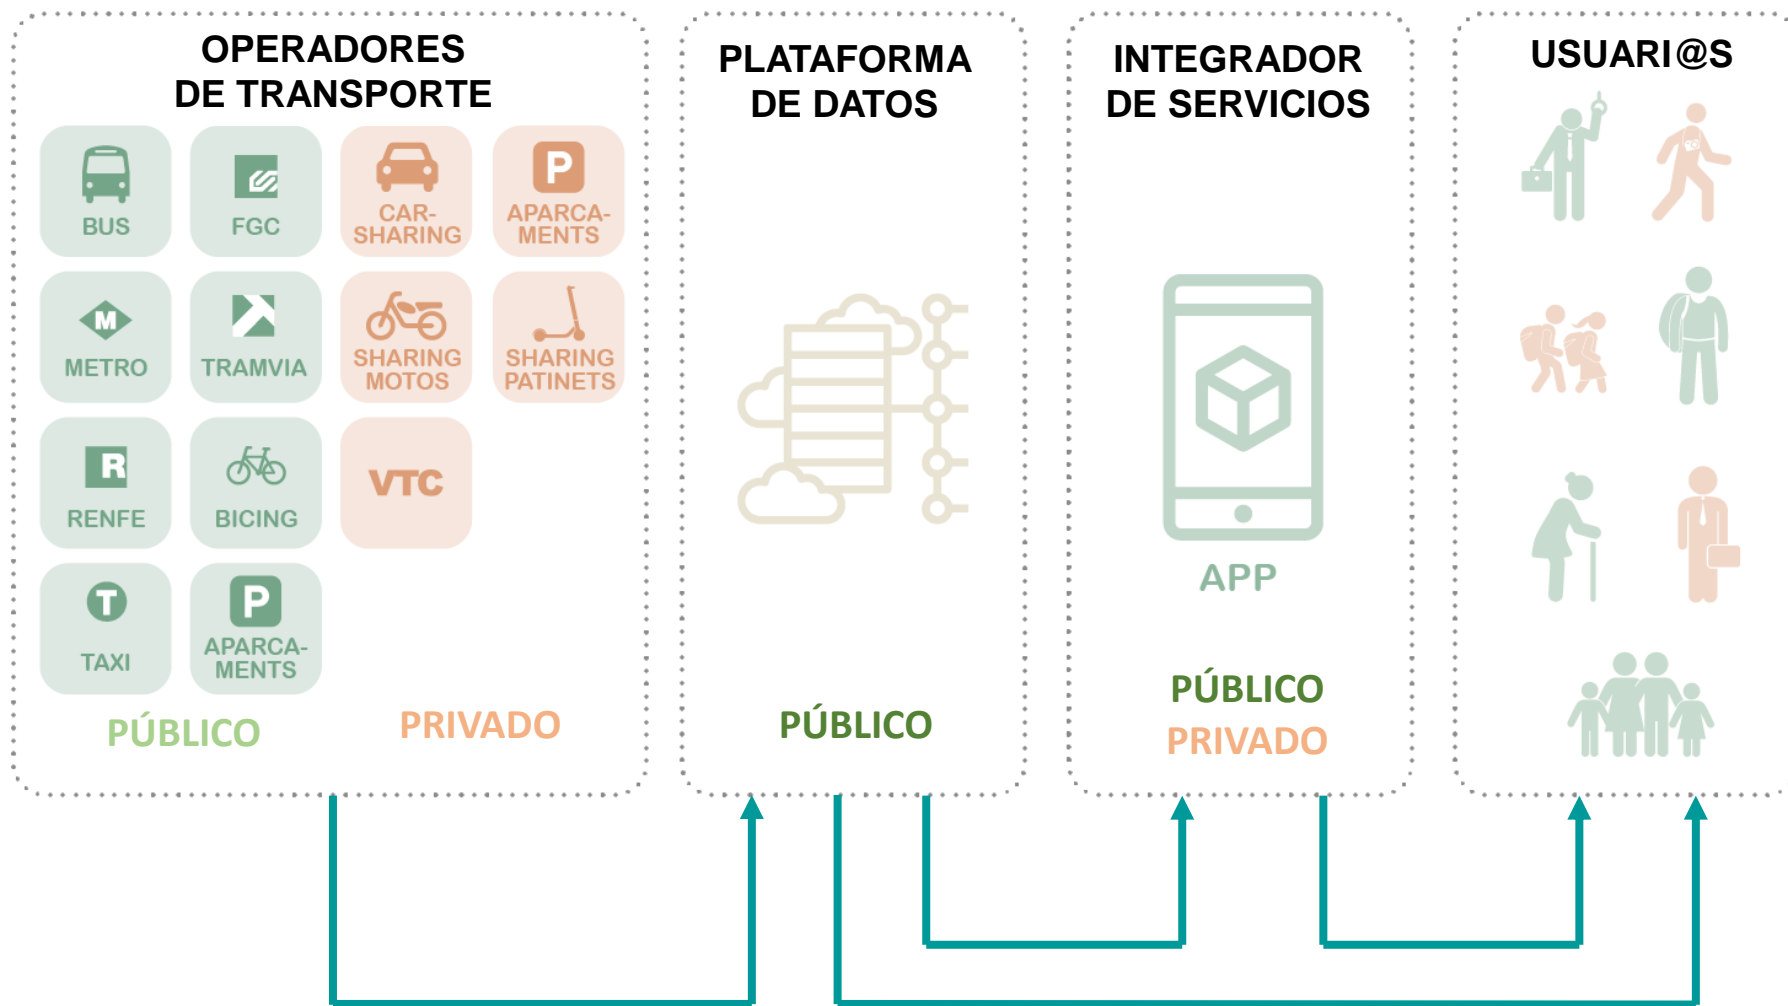 OPERADORES
DE TRANSPORTE
BUS
FGC
CAR-
SHARING
P
APARCA-
MENTS
M
METRO
TRAMVIA
SHARING
MOTOS
SHARING
PATINETS
R
RENFE
BICING
VTC
T
TAXI
P
APARCA-
MENTS
PÚBLICO
PRIVADO
PLATAFORMA
DE DATOS
PÚBLICO
INTEGRADOR
DE SERVICIOS
APP
PÚBLICO
PRIVADO
USUARI@S